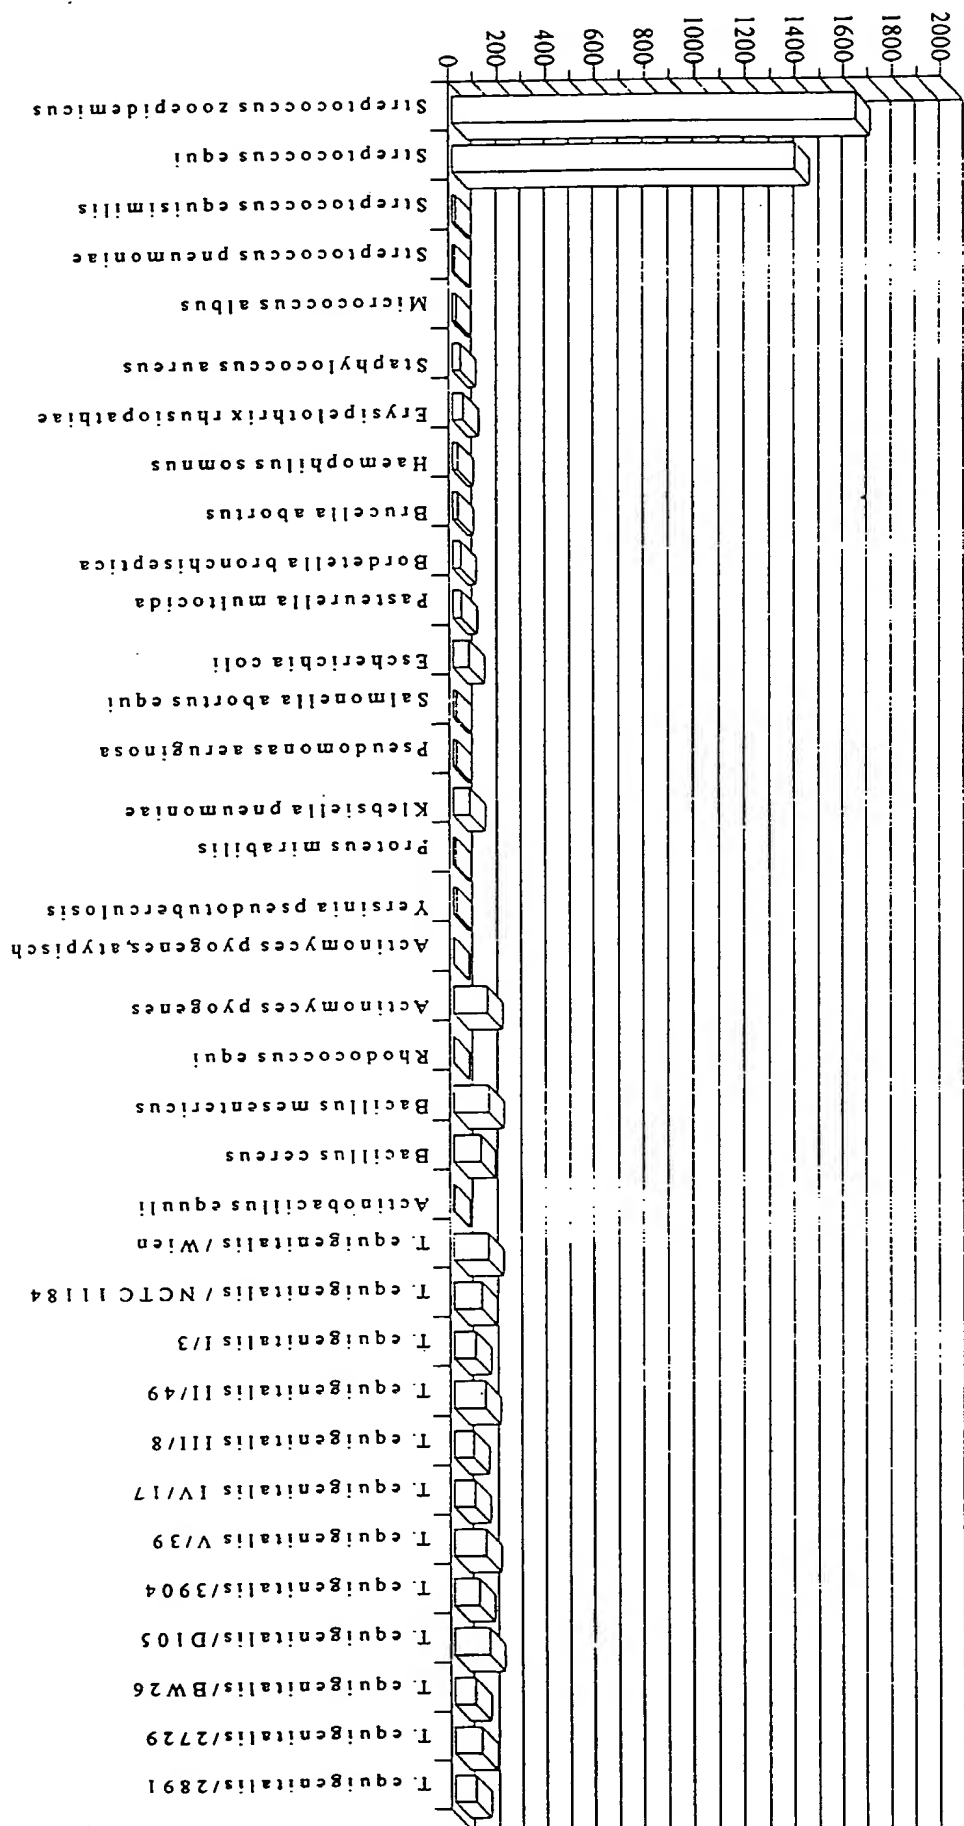 2000
1800
1600
1400
1200
1000
800
600
400
200
0
Streptococcus zooepidemicus
Streptococcus equi
Streptococcus equisimilis
Streptococcus pneumoniae
Micrococcus albus
Staphylococcus aureus
Erysipelothrix rhusiopathiae
Haemophilus somnus
Brucella abortus
Bordetella bronchiseptica
Pasteurella multocida
Escherichia coli
Salmonella abortus equi
Pseudomonas aeruginosa
Klebsiella pneumoniae
Proteus mirabilis
Yersinia pseudotuberculosis
Actinomyces pyogenes, atypisch
Actinomyces pyogenes
Rhodococcus equi
Bacillus mesentericus
Bacillus cereus
Actinobacillus equuli
T. equigenitalis /Wien
T. equigenitalis / NCTC 11184
T. equigenitalis I/3
T. equigenitalis II/49
T. equigenitalis III/8
T. equigenitalis IV/17
T. equigenitalis V/39
T. equigenitalis/3904
T. equigenitalis/D105
T. equigenitalis/BW26
T. equigenitalis/2729
T. equigenitalis/2891